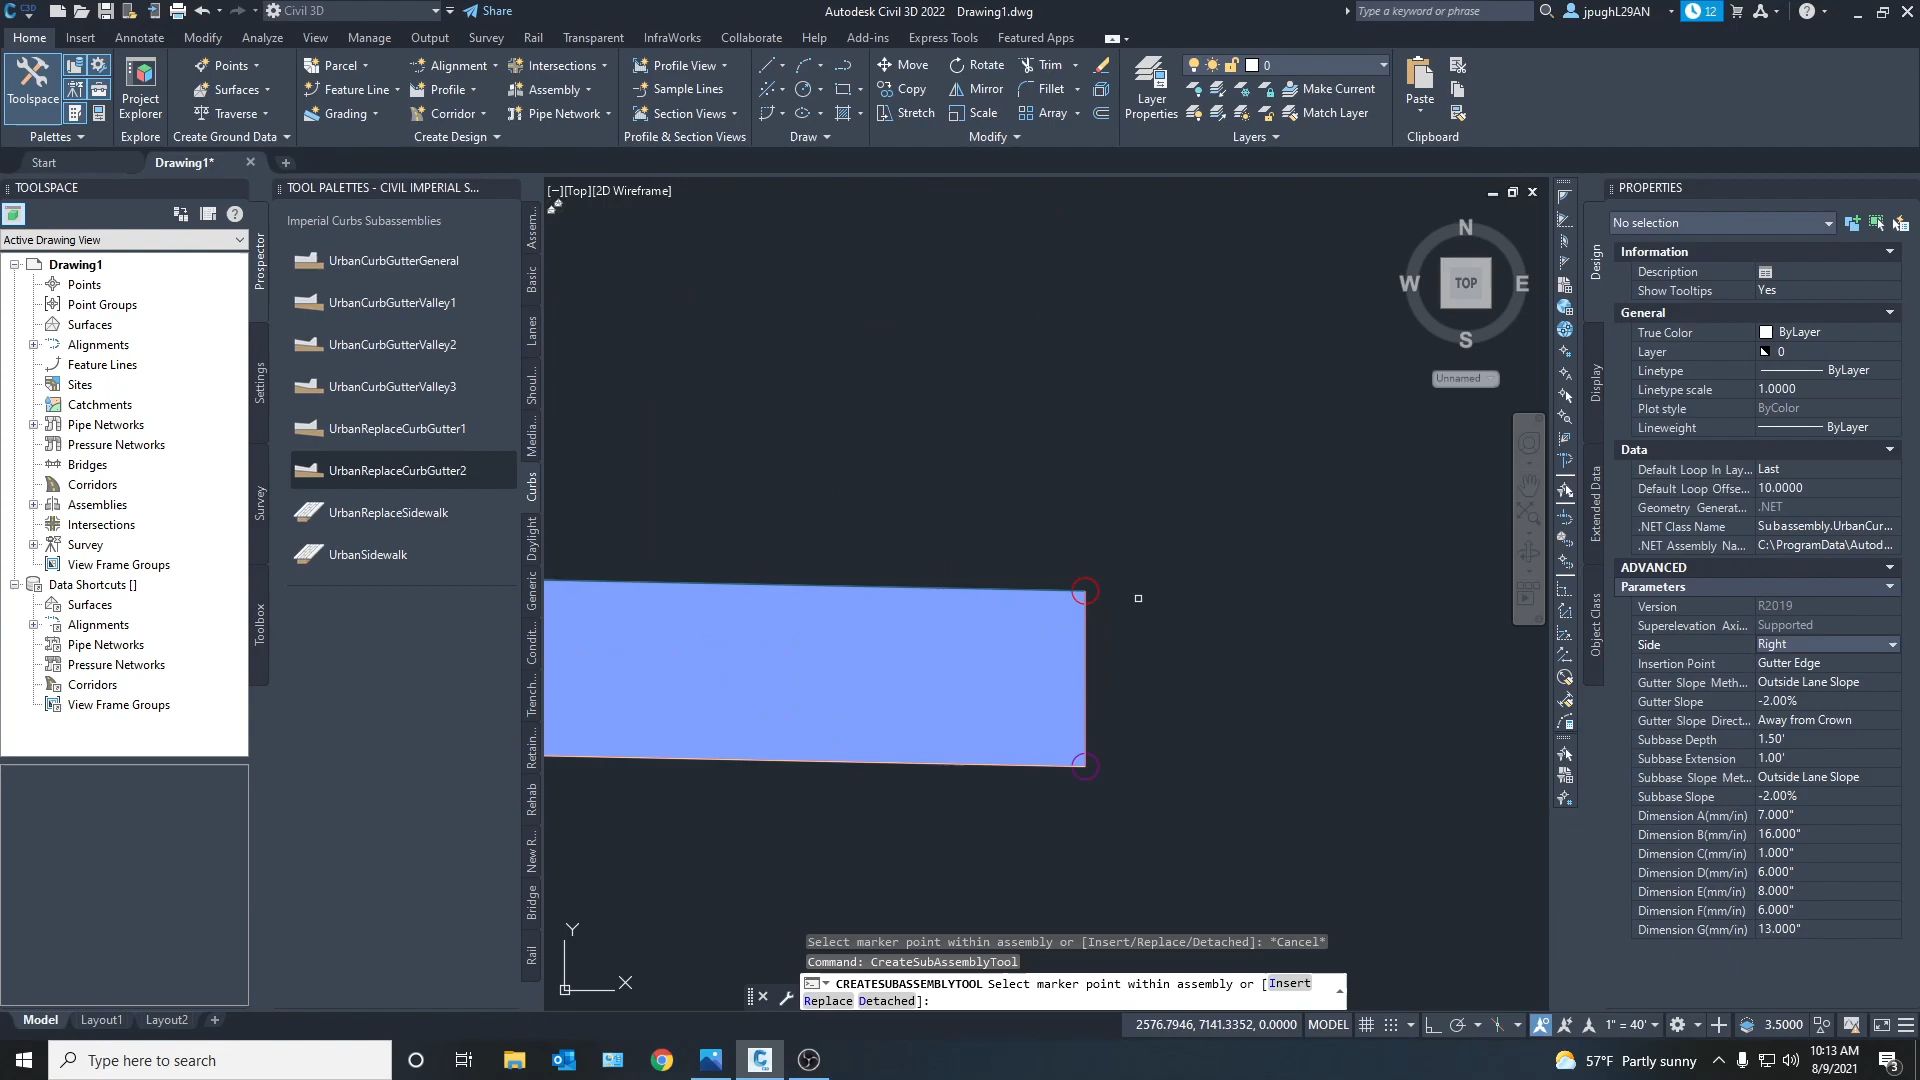 C3D
Civil 3D
Share
Autodesk Civil 3D 2022 Drawing1.dwg
Type a keyword or phrase
jpughL29AN
12
Home Insert Annotate Modify Analyze View Manage Output Survey Rail Transparent InfraWorks Collaborate Help Add-ins Express Tools Featured Apps
Points Parcel Alignment Intersections Profile View Move Rotate Trim 0
Toolspace Project Explorer Surfaces Feature Line Profile Assembly Sample Lines Copy Mirror Fillet Layer Properties Make Current Paste
Traverse Grading Corridor Pipe Network Section Views Stretch Scale Array Match Layer
Palettes Explore Create Ground Data Create Design Profile & Section Views Draw Modify Layers Clipboard
Start Drawing1*
TOOLSPACE
Active Drawing View
Drawing1
Points
Point Groups
Surfaces
Alignments
Feature Lines
Sites
Catchments
Pipe Networks
Pressure Networks
Bridges
Corridors
Assemblies
Intersections
Survey
View Frame Groups
Data Shortcuts []
Surfaces
Alignments
Pipe Networks
Pressure Networks
Corridors
View Frame Groups
Prospector
Settings
Survey
Toolbox
TOOL PALETTES - CIVIL IMPERIAL S...
Imperial Curbs Subassemblies
UrbanCurbGutterGeneral
UrbanCurbGutterValley1
UrbanCurbGutterValley2
UrbanCurbGutterValley3
UrbanReplaceCurbGutter1
UrbanReplaceCurbGutter2
UrbanReplaceSidewalk
UrbanSidewalk
Assem...
Basic
Lanes
Shoul...
Media...
Curbs
Daylight
Generic
Condit...
Trench...
Retain...
Rehab
New R...
Bridge
Rail
[−][Top][2D Wireframe]
N
W TOP E
S
Unnamed
Y
X
Select marker point within assembly or [Insert/Replace/Detached]: *Cancel*
Command: CreateSubAssemblyTool
CREATESUBASSEMBLYTOOL Select marker point within assembly or [Insert
Replace Detached]:
PROPERTIES
No selection
Design
Display
Extended Data
Object Class
Information
Description
Show Tooltips Yes
General
True Color ByLayer
Layer 0
Linetype ByLayer
Linetype scale 1.0000
Plot style ByColor
Lineweight ByLayer
Data
Default Loop In Lay... Last
Default Loop Offse... 10.0000
Geometry Generat... .NET
.NET Class Name Subassembly.UrbanCur...
.NET Assembly Na... C:\ProgramData\Autod...
ADVANCED
Parameters
Version R2019
Superelevation Axi... Supported
Side Right
Insertion Point Gutter Edge
Gutter Slope Meth... Outside Lane Slope
Gutter Slope -2.00%
Gutter Slope Direct... Away from Crown
Subbase Depth 1.50'
Subbase Extension 1.00'
Subbase Slope Met... Outside Lane Slope
Subbase Slope -2.00%
Dimension A(mm/in) 7.000"
Dimension B(mm/in) 16.000"
Dimension C(mm/in) 1.000"
Dimension D(mm/in) 6.000"
Dimension E(mm/in) 8.000"
Dimension F(mm/in) 6.000"
Dimension G(mm/in) 13.000"
Model Layout1 Layout2
2576.7946, 7141.3352, 0.0000 MODEL 1" = 40' 3.5000
Type here to search
57°F Partly sunny
10:13 AM
8/9/2021
3